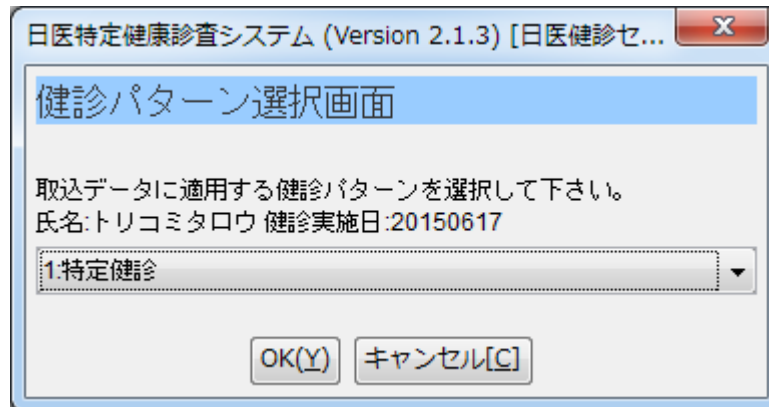 日医特定健康診査システム (Version 2.1.3) [日医健診セ...
健診パターン選択画面
取込データに適用する健診パターンを選択して下さい。
氏名:トリコミタロウ 健診実施日:20150617
1:特定健診
OK(Y) キャンセル[C]